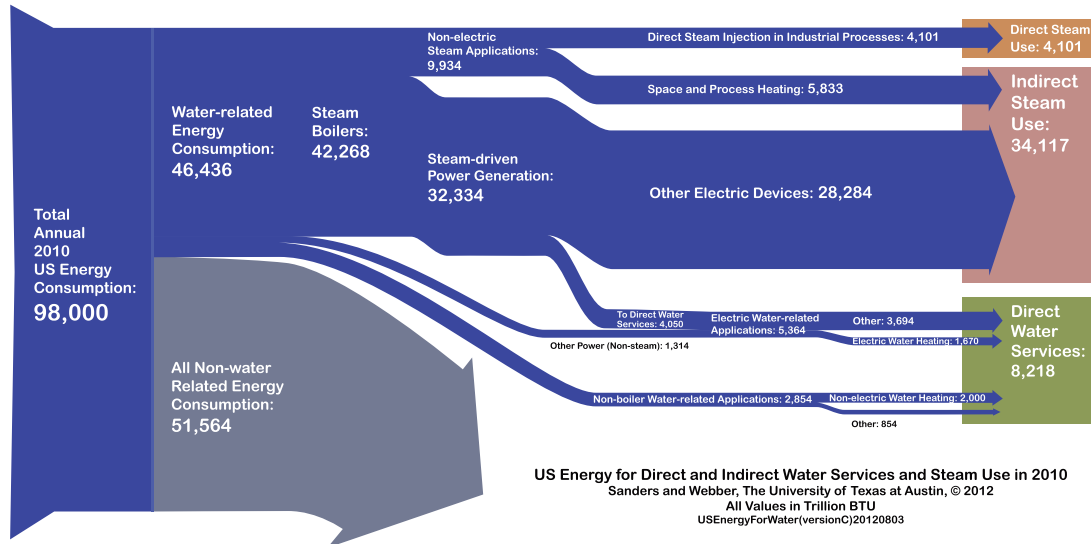 Total
Annual
2010
US Energy
Consumption:
98,000
Water-related
Energy
Consumption:
46,436
Steam
Boilers:
42,268
Non-electric
Steam Applications:
9,934
Steam-driven
Power Generation:
32,334
Direct Steam Injection in Industrial Processes: 4,101
Space and Process Heating: 5,833
Other Electric Devices: 28,284
To Direct Water
Services: 4,050
Electric Water-related
Applications: 5,364
Other: 3,694
Electric Water Heating: 1,670
Other Power (Non-steam): 1,314
Non-boiler Water-related Applications: 2,854
Non-electric Water Heating: 2,000
Other: 854
Direct Steam
Use: 4,101
Indirect
Steam
Use:
34,117
Direct
Water
Services:
8,218
All Non-water
Related Energy
Consumption:
51,564
US Energy for Direct and Indirect Water Services and Steam Use in 2010
Sanders and Webber, The University of Texas at Austin, © 2012
All Values in Trillion BTU
USEnergyForWater(versionC)20120803